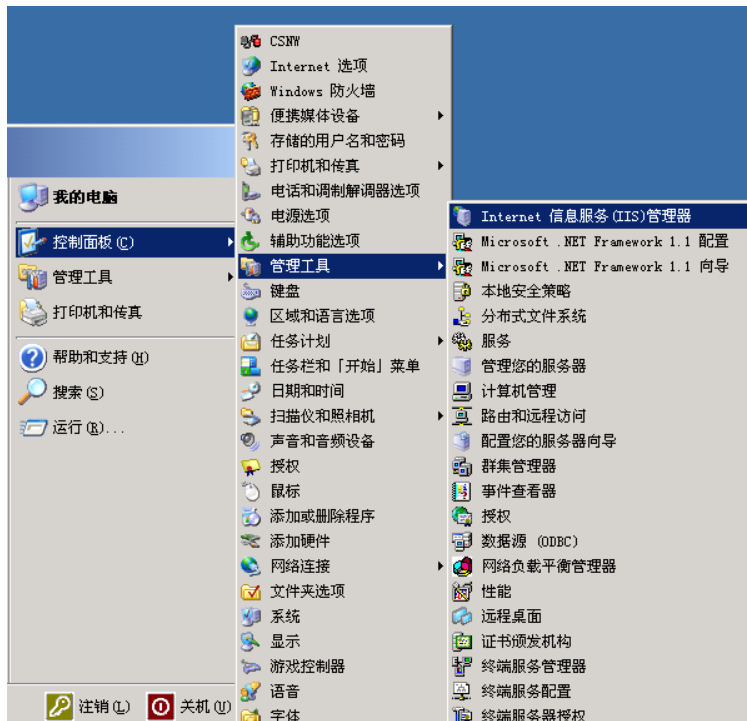 我的电脑
控制面板(C)
管理工具
打印机和传真
帮助和支持(H)
搜索(S)
运行(R)...
注销(L)
关机(U)
CSNW
Internet 选项
Windows 防火墙
便携媒体设备
存储的用户名和密码
打印机和传真
电话和调制解调器选项
电源选项
辅助功能选项
管理工具
键盘
区域和语言选项
任务计划
任务栏和「开始」菜单
日期和时间
扫描仪和照相机
声音和音频设备
授权
鼠标
添加或删除程序
添加硬件
网络连接
文件夹选项
系统
显示
游戏控制器
语音
字体
Internet 信息服务(IIS)管理器
Microsoft .NET Framework 1.1 配置
Microsoft .NET Framework 1.1 向导
本地安全策略
分布式文件系统
服务
管理您的服务器
计算机管理
路由和远程访问
配置您的服务器向导
群集管理器
事件查看器
授权
数据源 (ODBC)
网络负载平衡管理器
性能
远程桌面
证书颁发机构
终端服务管理器
终端服务配置
终端服务器授权